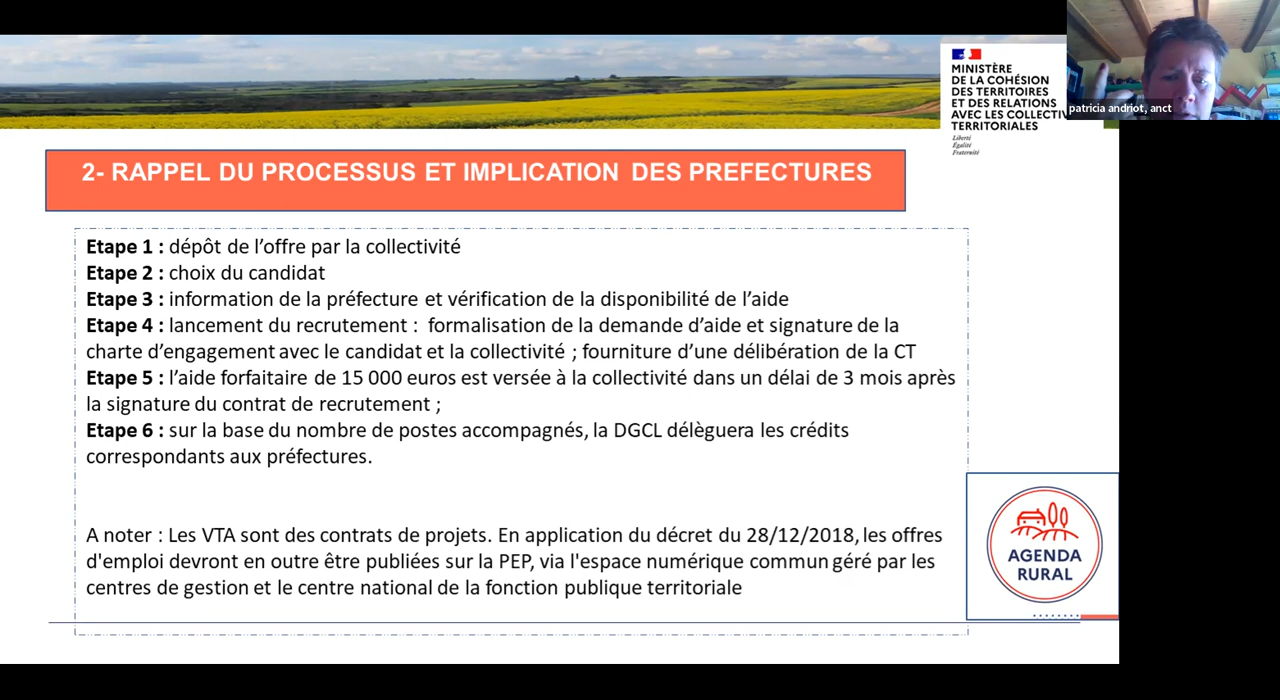 MINISTÈRE
DE LA COHÉSION
DES TERRITOIRES
ET DES RELATIONS
AVEC LES COLLECTIV
TERRITORIALES
Liberté
Égalité
Fraternité
patricia andriot, anct
2- RAPPEL DU PROCESSUS ET IMPLICATION DES PREFECTURES
Etape 1 : dépôt de l’offre par la collectivité
Etape 2 : choix du candidat
Etape 3 : information de la préfecture et vérification de la disponibilité de l’aide
Etape 4 : lancement du recrutement : formalisation de la demande d’aide et signature de la
charte d’engagement avec le candidat et la collectivité ; fourniture d’une délibération de la CT
Etape 5 : l’aide forfaitaire de 15 000 euros est versée à la collectivité dans un délai de 3 mois après
la signature du contrat de recrutement ;
Etape 6 : sur la base du nombre de postes accompagnés, la DGCL délèguera les crédits
correspondants aux préfectures.
A noter : Les VTA sont des contrats de projets. En application du décret du 28/12/2018, les offres
d'emploi devront en outre être publiées sur la PEP, via l'espace numérique commun géré par les
centres de gestion et le centre national de la fonction publique territoriale
AGENDA
RURAL